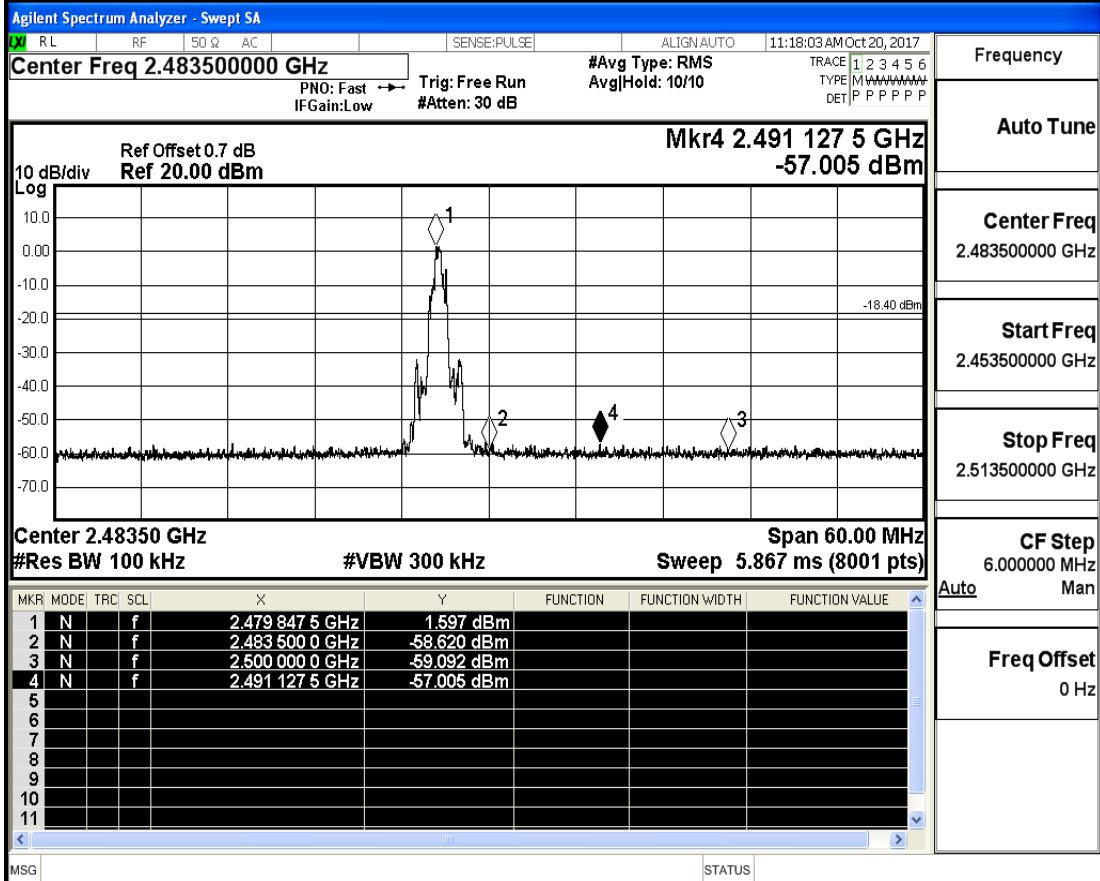 Agilent Spectrum Analyzer - Swept SA
LXI RL RF 50 Ω AC SENSE:PULSE ALIGN AUTO 11:18:03 AM Oct 20, 2017
Center Freq 2.483500000 GHz
PNO: Fast
IFGain:Low
Trig: Free Run
#Atten: 30 dB
#Avg Type: RMS
Avg|Hold: 10/10
TRACE 1 2 3 4 5 6
TYPE M WWWWW
DET P P P P P P
Mkr4 2.491 127 5 GHz
-57.005 dBm
Ref Offset 0.7 dB
10 dB/div Ref 20.00 dBm
Log
10.0
0.00
-10.0
-20.0
-30.0
-40.0
-50.0
-60.0
-70.0
1
-18.40 dBm
2
4
3
Center 2.48350 GHz Span 60.00 MHz
#Res BW 100 kHz #VBW 300 kHz Sweep 5.867 ms (8001 pts)
MKR MODE TRC SCL X Y FUNCTION FUNCTION WIDTH FUNCTION VALUE
1 N f 2.479 847 5 GHz 1.597 dBm
2 N f 2.483 500 0 GHz -58.620 dBm
3 N f 2.500 000 0 GHz -59.092 dBm
4 N f 2.491 127 5 GHz -57.005 dBm
5
6
7
8
9
10
11
MSG STATUS
Frequency
Auto Tune
Center Freq
2.483500000 GHz
Start Freq
2.453500000 GHz
Stop Freq
2.513500000 GHz
CF Step
6.000000 MHz
Auto Man
Freq Offset
0 Hz